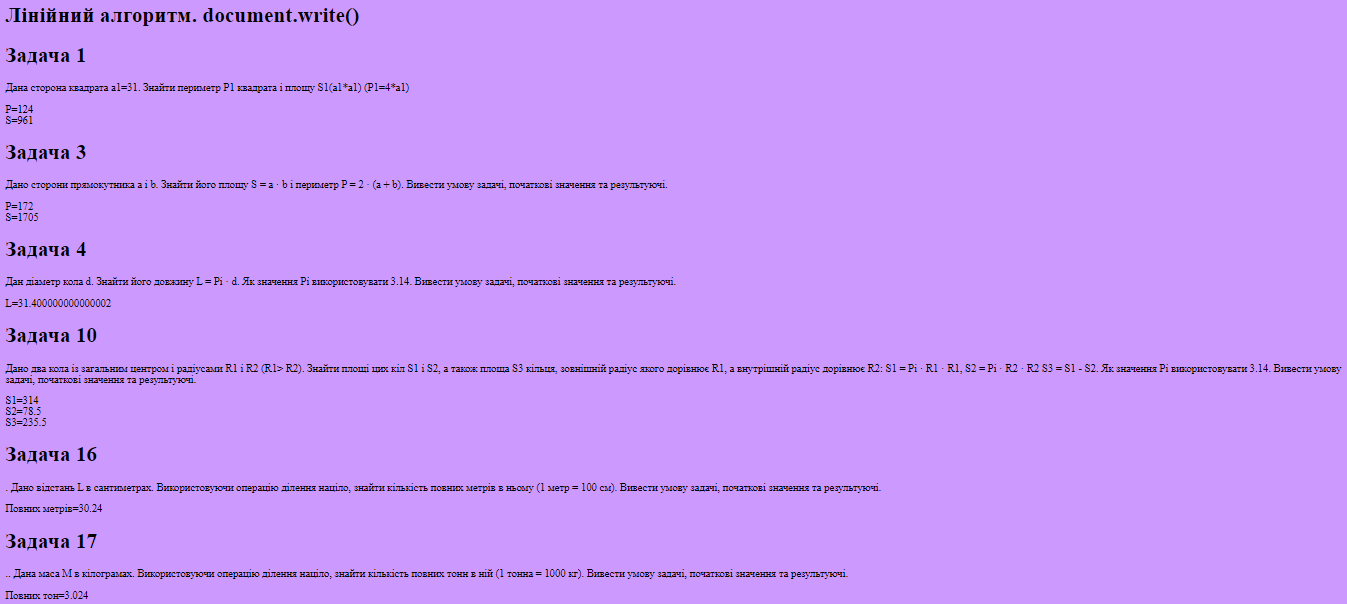 Лінійний алгоритм. document.write()
Задача 1
Дана сторона квадрата a1=31. Знайти периметр P1 квадрата і площу S1(a1*a1) (P1=4*a1)
P=124
S=961
Задача 3
Дано сторони прямокутника a і b. Знайти його площу S = a · b і периметр P = 2 · (a + b). Вивести умову задачі, початкові значення та результуючі.
P=172
S=1705
Задача 4
Дан діаметр кола d. Знайти його довжину L = Pi · d. Як значення Pi використовувати 3.14. Вивести умову задачі, початкові значення та результуючі.
L=31.400000000000002
Задача 10
Дано два кола із загальним центром і радіусами R1 і R2 (R1> R2). Знайти площі цих кіл S1 і S2, а також площа S3 кільця, зовнішній радіус якого дорівнює R1, а внутрішній радіус дорівнює R2: S1 = Pi · R1 · R1, S2 = Pi · R2 · R2 S3 = S1 - S2. Як значення Pi використовувати 3.14. Вивести умову
задачі, початкові значення та результуючі.
S1=314
S2=78.5
S3=235.5
Задача 16
. Дано відстань L в сантиметрах. Використовуючи операцію ділення націло, знайти кількість повних метрів в ньому (1 метр = 100 см). Вивести умову задачі, початкові значення та результуючі.
Повних метрів=30.24
Задача 17
.. Дана маса M в кілограмах. Використовуючи операцію ділення націло, знайти кількість повних тонн в ній (1 тонна = 1000 кг). Вивести умову задачі, початкові значення та результуючі.
Повних тон=3.024